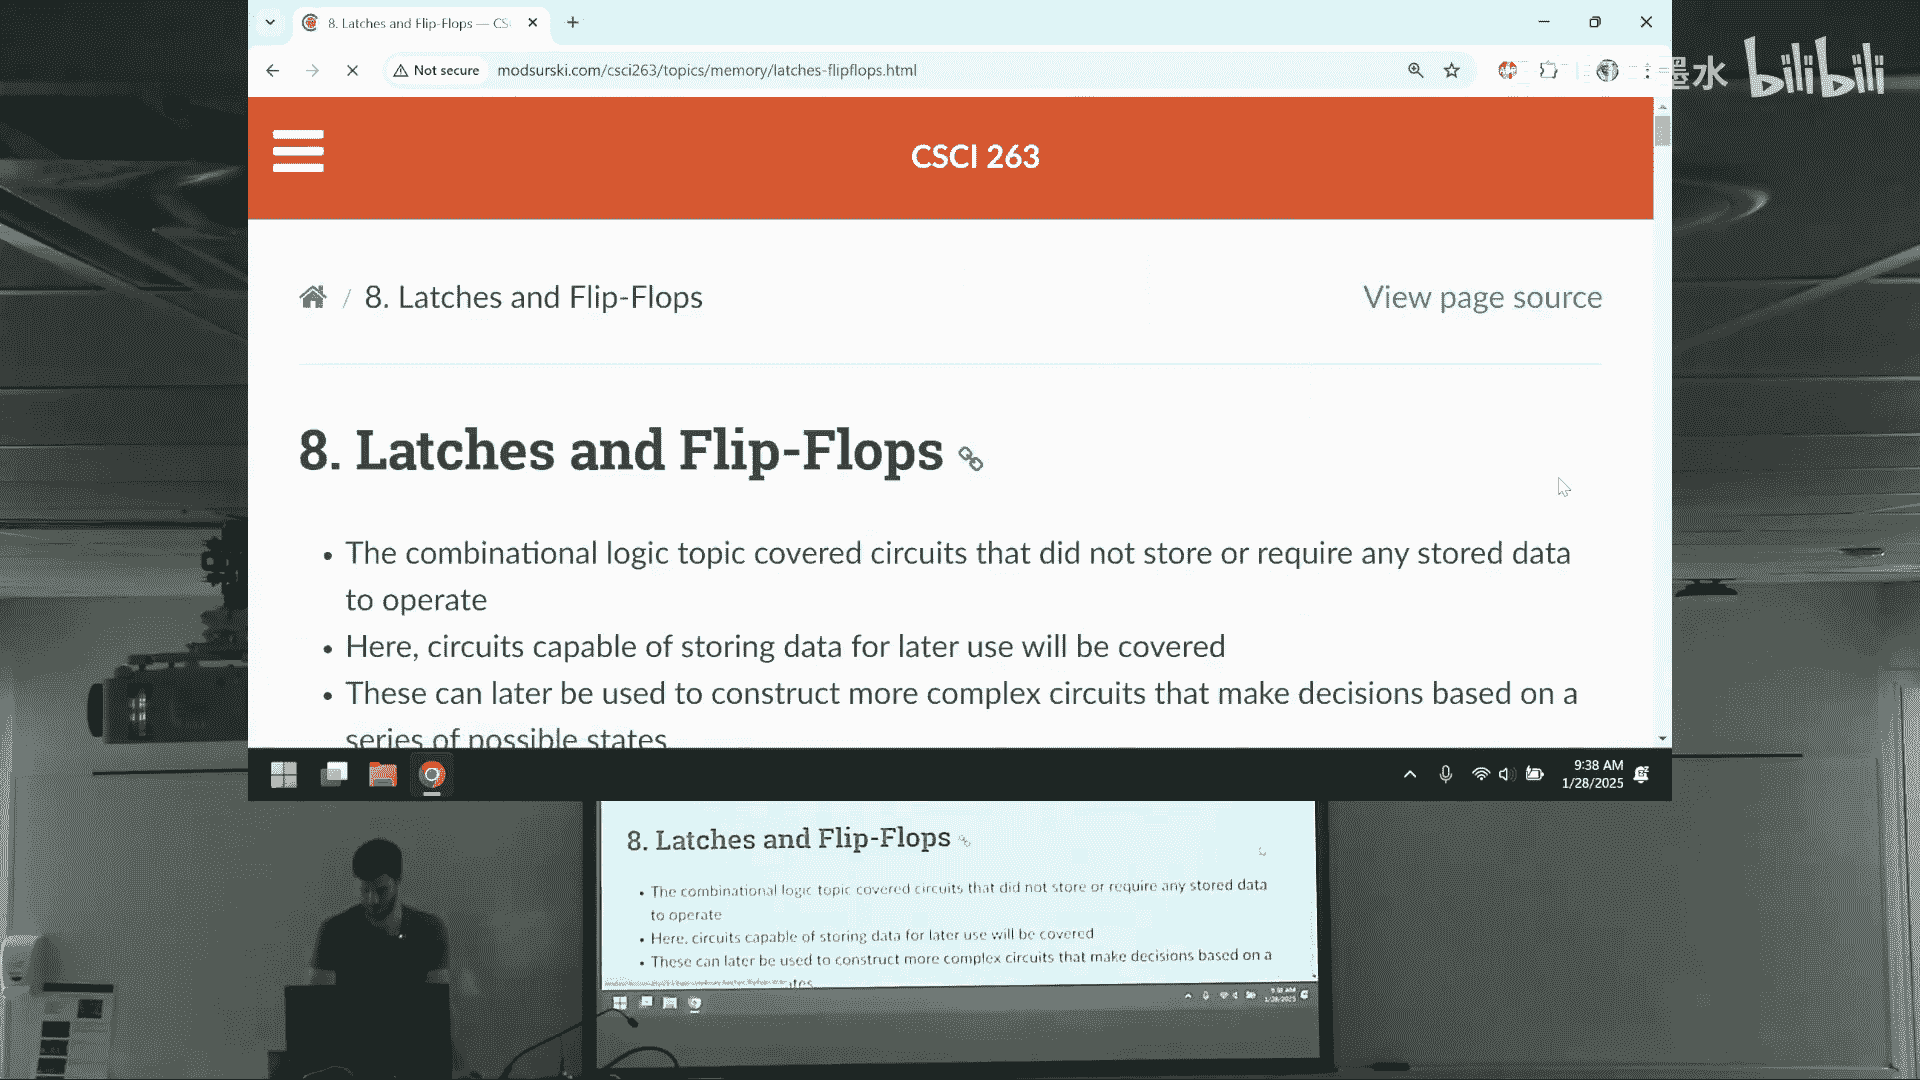 8. Latches and Flip-Flops — CS
Not secure
modsurski.com/csci263/topics/memory/latches-flipflops.html
墨水 bilibili
CSCI 263
/ 8. Latches and Flip-Flops
View page source
8. Latches and Flip-Flops
• The combinational logic topic covered circuits that did not store or require any stored data
to operate
• Here, circuits capable of storing data for later use will be covered
• These can later be used to construct more complex circuits that make decisions based on a
series of possible states
9:38 AM
1/28/2025
8. Latches and Flip-Flops
• The combinational logic topic covered circuits that did not store or require any stored data
to operate
• Here, circuits capable of storing data for later use will be covered
• These can later be used to construct more complex circuits that make decisions based on a
9:38 AM
1/28/2025